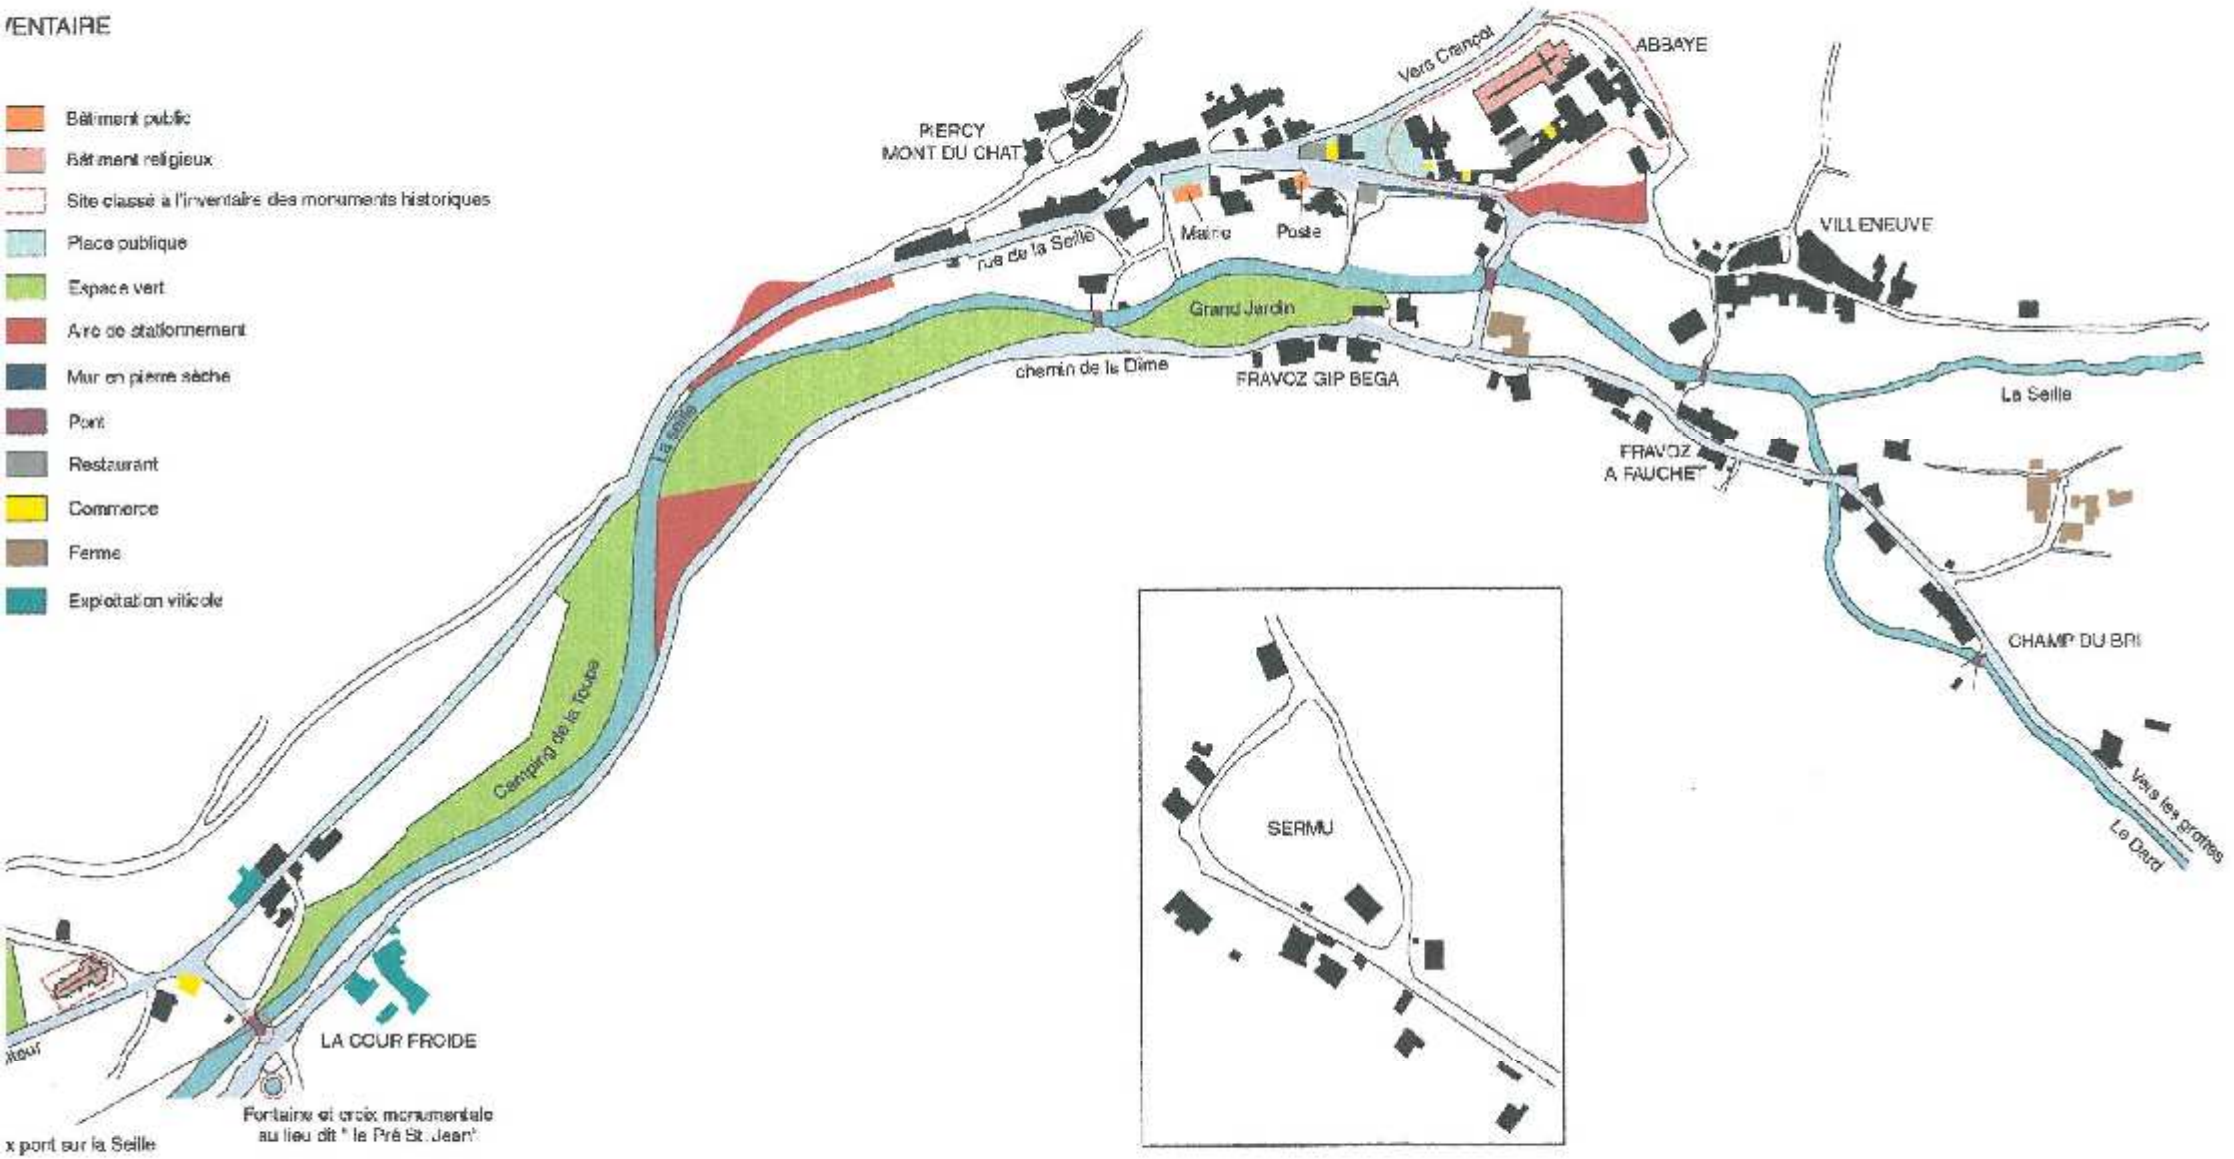 VENTAIRE
Bâtiment public
Bâtiment religieux
Site classé à l'inventaire des monuments historiques
Place publique
Espace vert
Aire de stationnement
Mur en pierre sèche
Pont
Restaurant
Commerce
Ferme
Exploitation viticole
Vers Crançot
ABBAYE
PIERCY
MONT DU CHAT
VILLENEUVE
Mairie
Poste
rue de la Seille
Grand Jardin
chemin de la Dîme
FRAVOZ GIP BEGA
La Seille
La Seille
FRAVOZ
A FAUCHET
CHAMP DU BRI
Camping de la Toupe
SERMU
Vers les grottes
Le Dard
LA COUR FROIDE
Fontaine et croix monumentale
au lieu dit " le Pré St. Jean"
x pont sur la Seille